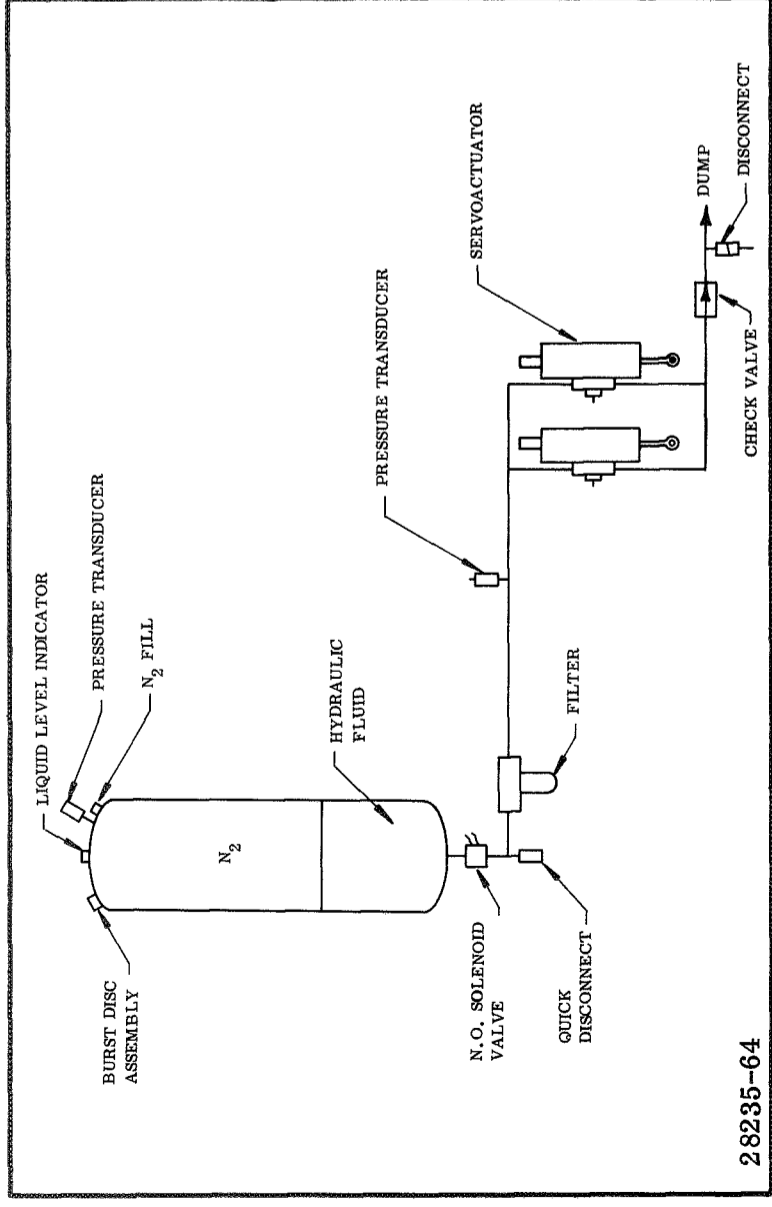 LIQUID LEVEL INDICATOR
PRESSURE TRANSDUCER
N₂ FILL
BURST DISC
ASSEMBLY
N₂
HYDRAULIC
FLUID
N.O. SOLENOID
VALVE
QUICK
DISCONNECT
FILTER
PRESSURE TRANSDUCER
SERVOACTUATOR
DUMP
DISCONNECT
CHECK VALVE
28235-64